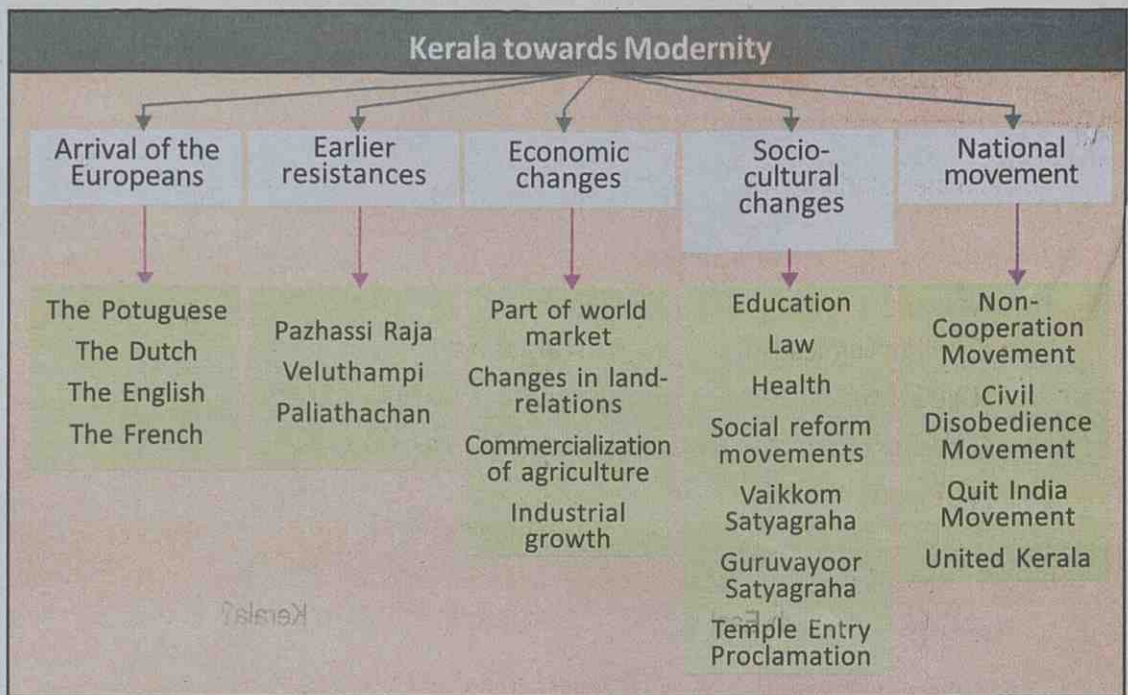 Kerala towards Modernity
Arrival of the
Europeans
The Potuguese
The Dutch
The English
The French
Earlier
resistances
Pazhassi Raja
Veluthampi
Paliathachan
Economic
changes
Part of world
market
Changes in land-
relations
Commercialization
of agriculture
Industrial
growth
Socio-
cultural
changes
Education
Law
Health
Social reform
movements
Vaikkom
Satyagraha
Guruvayoor
Satyagraha
Temple Entry
Proclamation
National
movement
Non-
Cooperation
Movement
Civil
Disobedience
Movement
Quit India
Movement
United Kerala
Kerala?